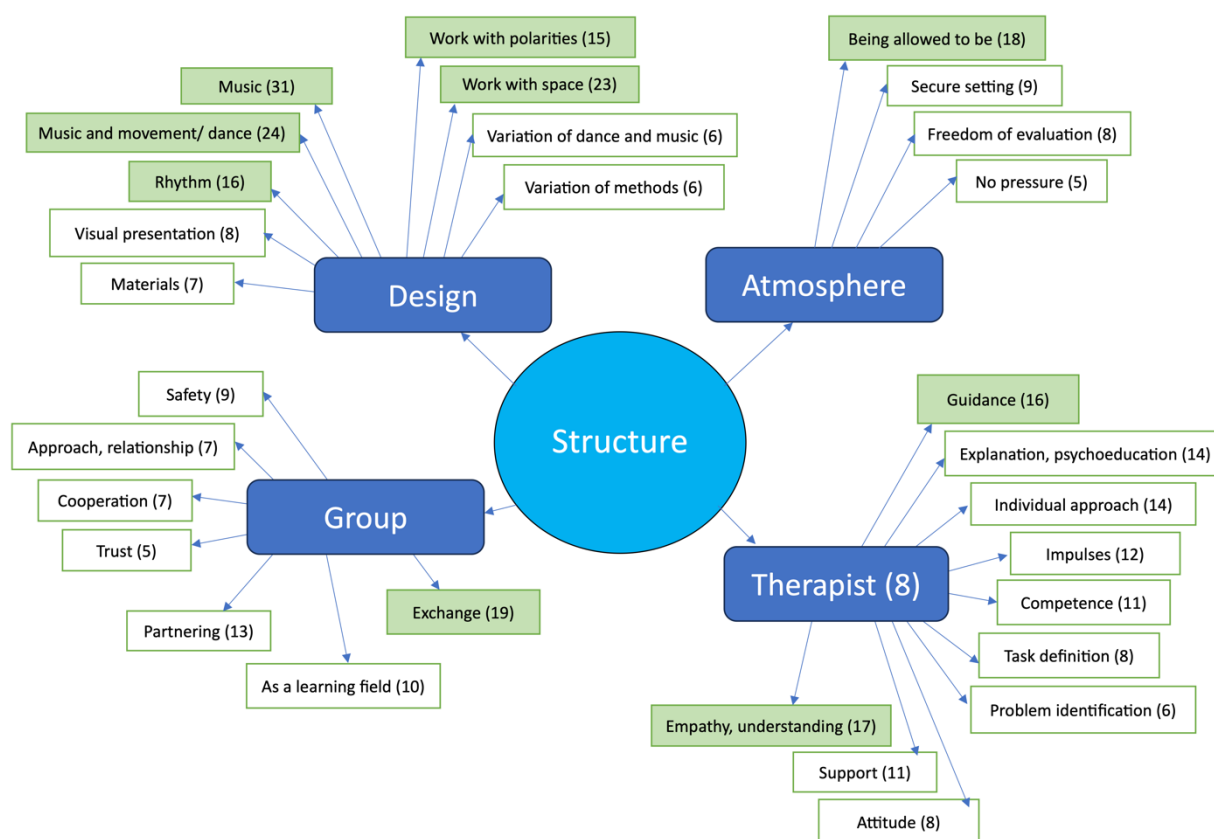 Work with polarities (15)
Music (31)
Work with space (23)
Music and movement/ dance (24)
Variation of dance and music (6)
Rhythm (16)
Variation of methods (6)
Visual presentation (8)
Materials (7)
Design
Being allowed to be (18)
Secure setting (9)
Freedom of evaluation (8)
No pressure (5)
Atmosphere
Structure
Safety (9)
Approach, relationship (7)
Cooperation (7)
Trust (5)
Group
Partnering (13)
Exchange (19)
As a learning field (10)
Guidance (16)
Explanation, psychoeducation (14)
Individual approach (14)
Impulses (12)
Therapist (8)
Competence (11)
Task definition (8)
Problem identification (6)
Empathy, understanding (17)
Support (11)
Attitude (8)